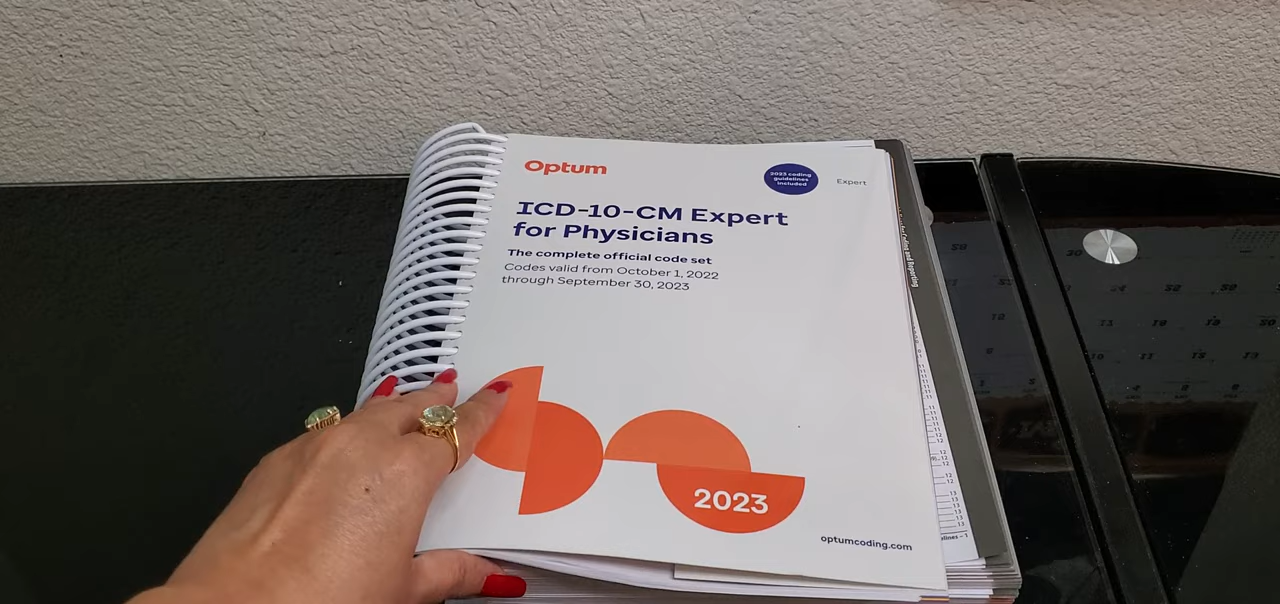 Optum
2023 coding
guidelines
included
Expert
ICD-10-CM Expert
for Physicians
The complete official code set
Codes valid from October 1, 2022
through September 30, 2023
2023
optumcoding.com